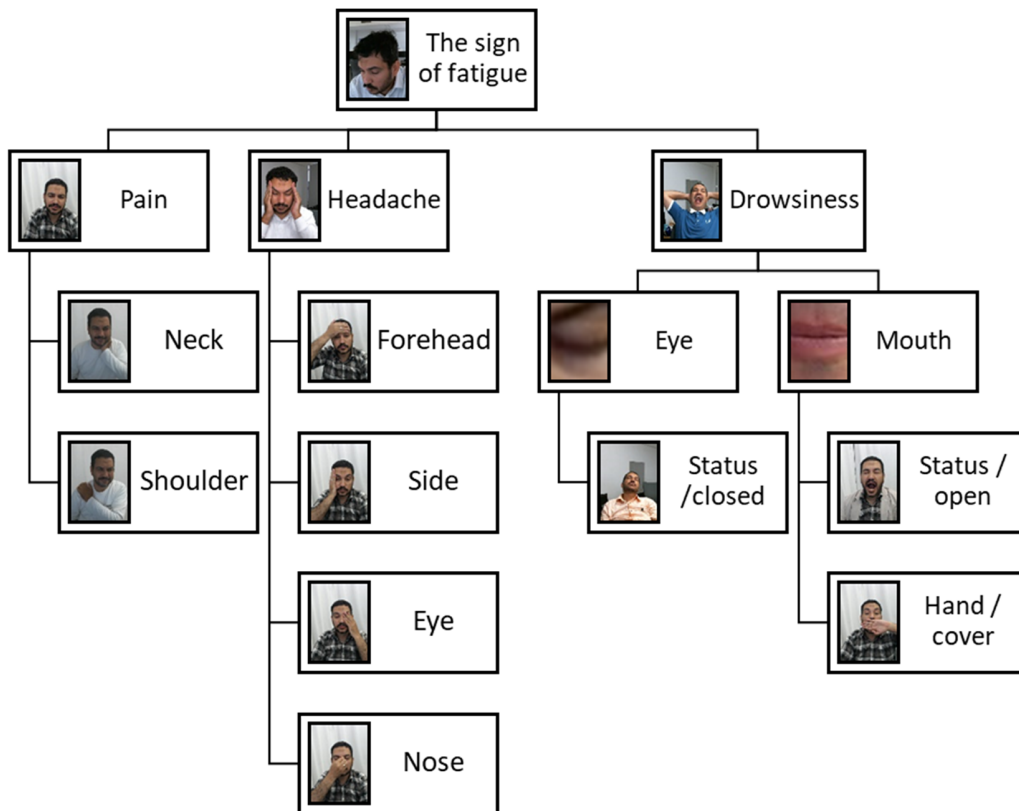 The sign
of fatigue
Pain
Headache
Drowsiness
Neck
Forehead
Eye
Mouth
Shoulder
Side
Status
/closed
Status /
open
Eye
Hand /
cover
Nose